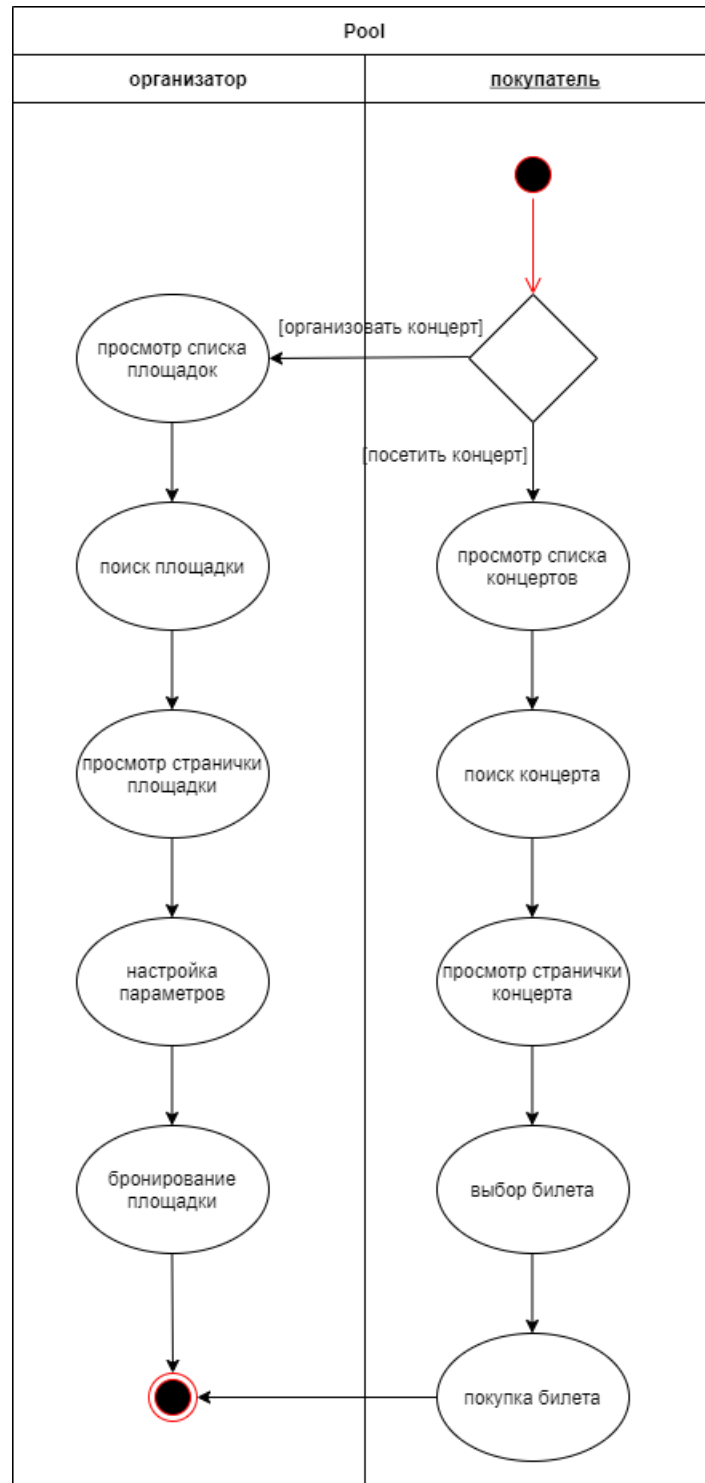 Pool
организатор
покупатель
[организовать концерт]
просмотр списка
площадок
[посетить концерт]
поиск площадки
просмотр списка
концертов
просмотр странички
площадки
поиск концерта
настройка
параметров
просмотр странички
концерта
бронирование
площадки
выбор билета
покупка билета